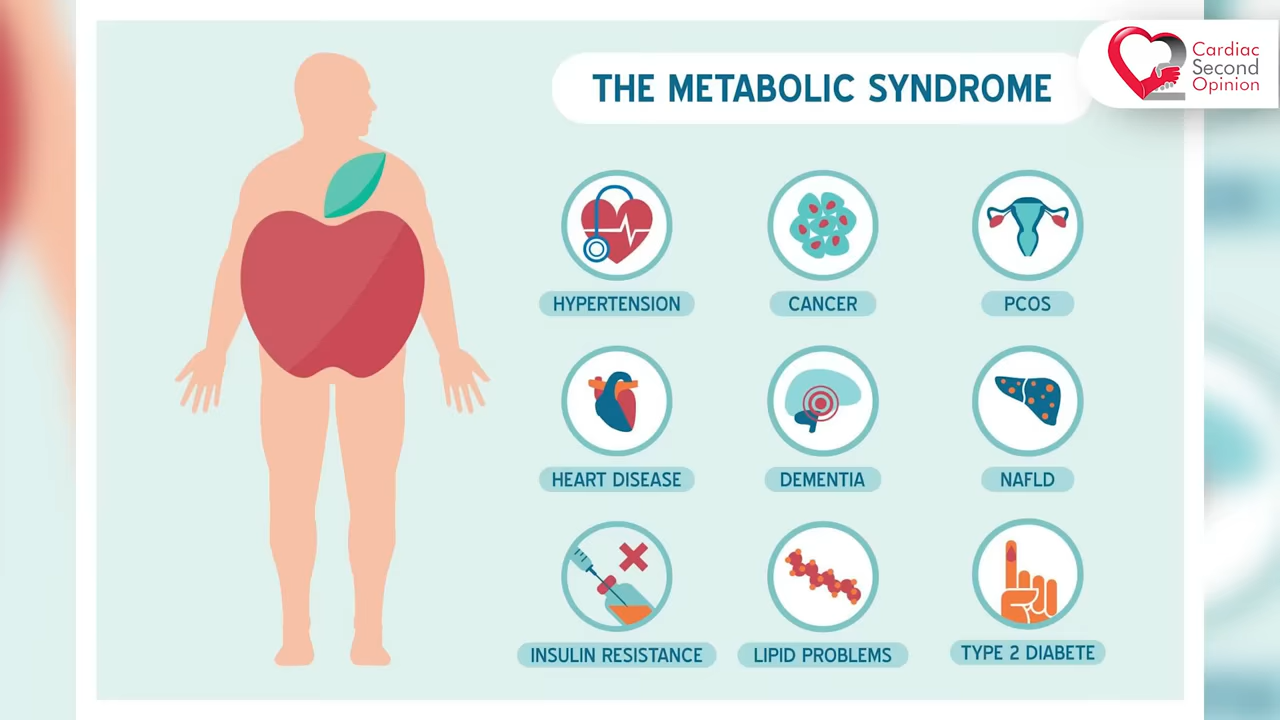 THE METABOLIC SYNDROME
Cardiac
Second
Opinion
HYPERTENSION
CANCER
PCOS
HEART DISEASE
DEMENTIA
NAFLD
INSULIN RESISTANCE
LIPID PROBLEMS
TYPE 2 DIABETE